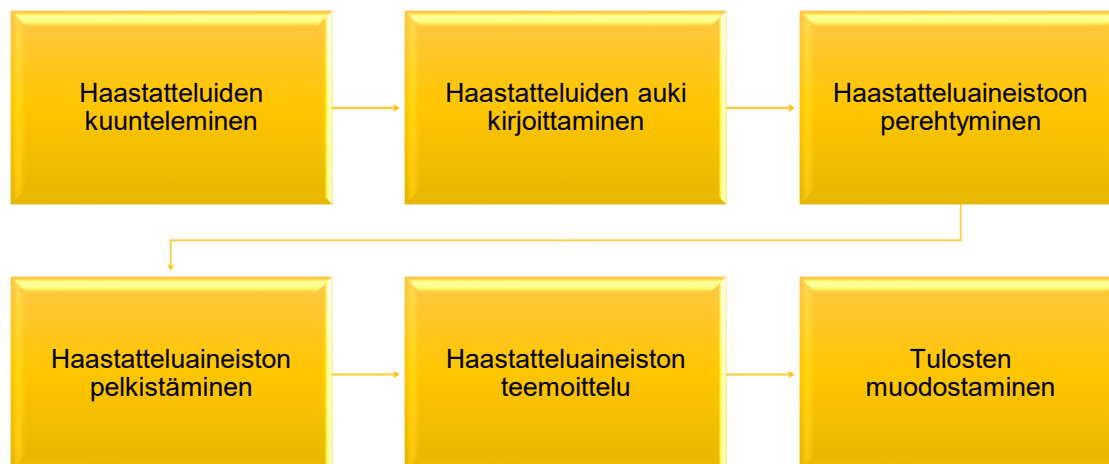 Haastatteluiden
kuunteleminen
Haastatteluiden auki
kirjoittaminen
Haastatteluaineistoon
perehtyminen
Haastatteluaineiston
pelkistäminen
Haastatteluaineiston
teemoittelu
Tulosten
muodostaminen